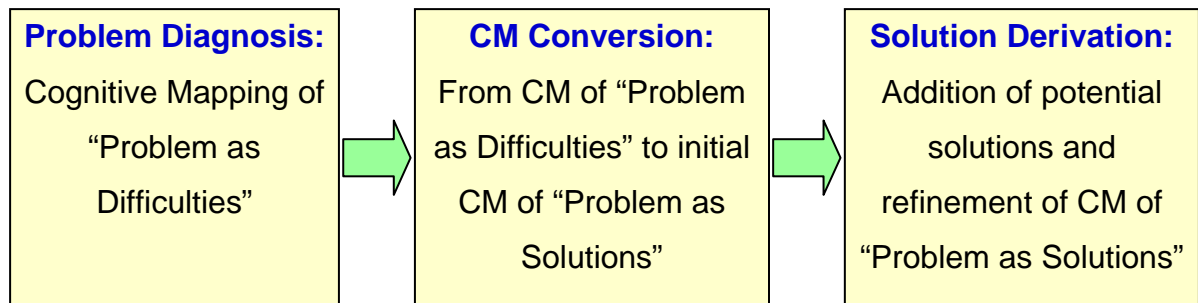 Problem Diagnosis:
Cognitive Mapping of
“Problem as
Difficulties”
CM Conversion:
From CM of “Problem
as Difficulties” to initial
CM of “Problem as
Solutions”
Solution Derivation:
Addition of potential
solutions and
refinement of CM of
“Problem as Solutions”